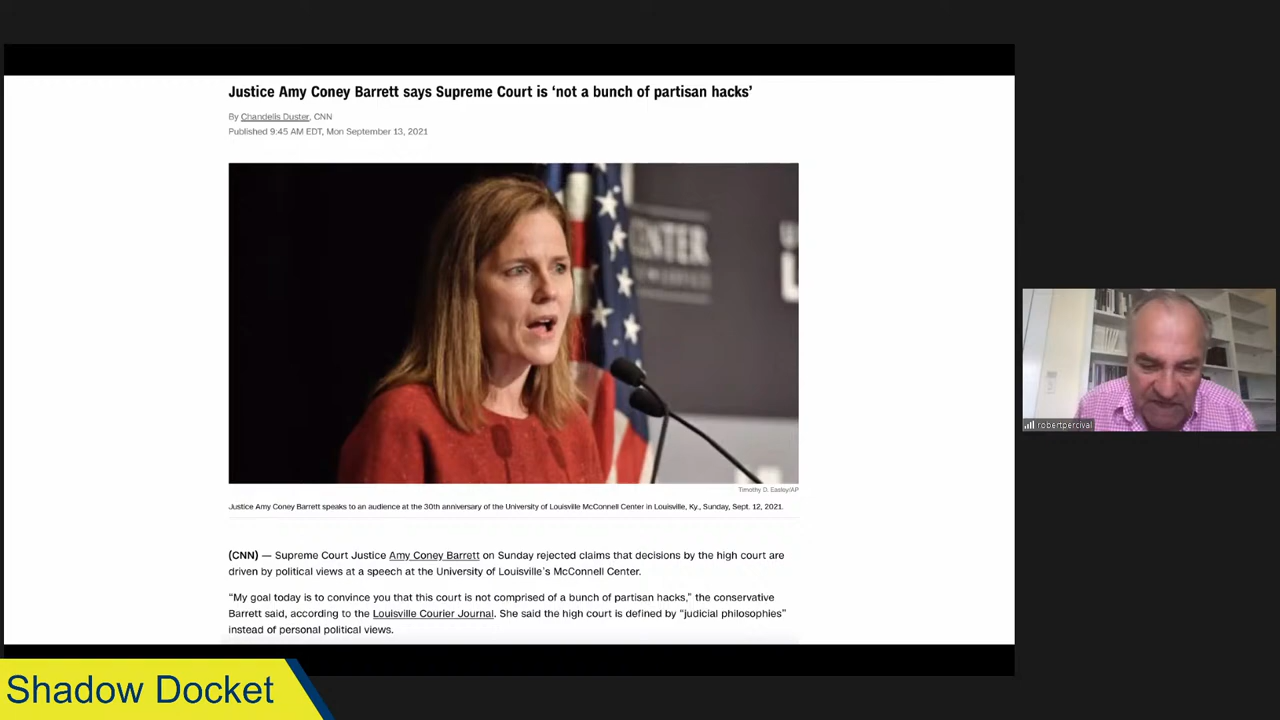 Justice Amy Coney Barrett says Supreme Court is ‘not a bunch of partisan hacks’
By Chandelis Duster, CNN
Published 9:45 AM EDT, Mon September 13, 2021
Timothy D. Easley/AP
Justice Amy Coney Barrett speaks to an audience at the 30th anniversary of the University of Louisville McConnell Center in Louisville, Ky., Sunday, Sept. 12, 2021.
(CNN) — Supreme Court Justice Amy Coney Barrett on Sunday rejected claims that decisions by the high court are
driven by political views at a speech at the University of Louisville’s McConnell Center.
“My goal today is to convince you that this court is not comprised of a bunch of partisan hacks,” the conservative
Barrett said, according to the Louisville Courier Journal. She said the high court is defined by “judicial philosophies”
instead of personal political views.
robertpercival
Shadow Docket